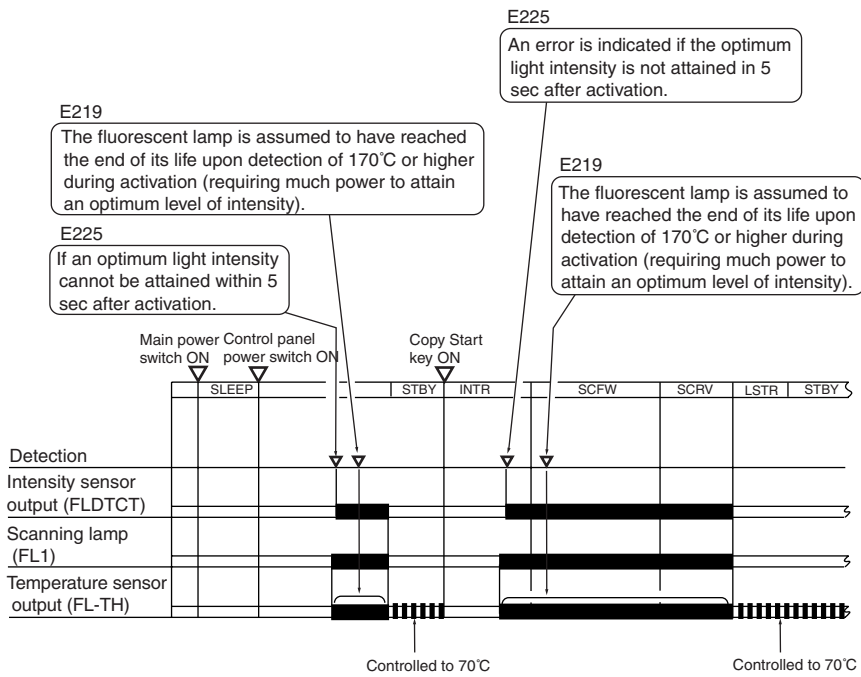 E225
An error is indicated if the optimum
light intensity is not attained in 5
sec after activation.
E219
The fluorescent lamp is assumed to have reached
the end of its life upon detection of 170℃ or higher
during activation (requiring much power to attain
an optimum level of intensity).
E219
The fluorescent lamp is assumed to
have reached the end of its life upon
detection of 170℃ or higher during
activation (requiring much power to
attain an optimum level of intensity).
E225
If an optimum light intensity
cannot be attained within 5
sec after activation.
Main power
switch ON
Control panel
power switch ON
Copy Start
key ON
SLEEP STBY INTR SCFW SCRV LSTR STBY
Detection
Intensity sensor
output (FLDTCT)
Scanning lamp
(FL1)
Temperature sensor
output (FL-TH)
Controlled to 70℃ Controlled to 70℃